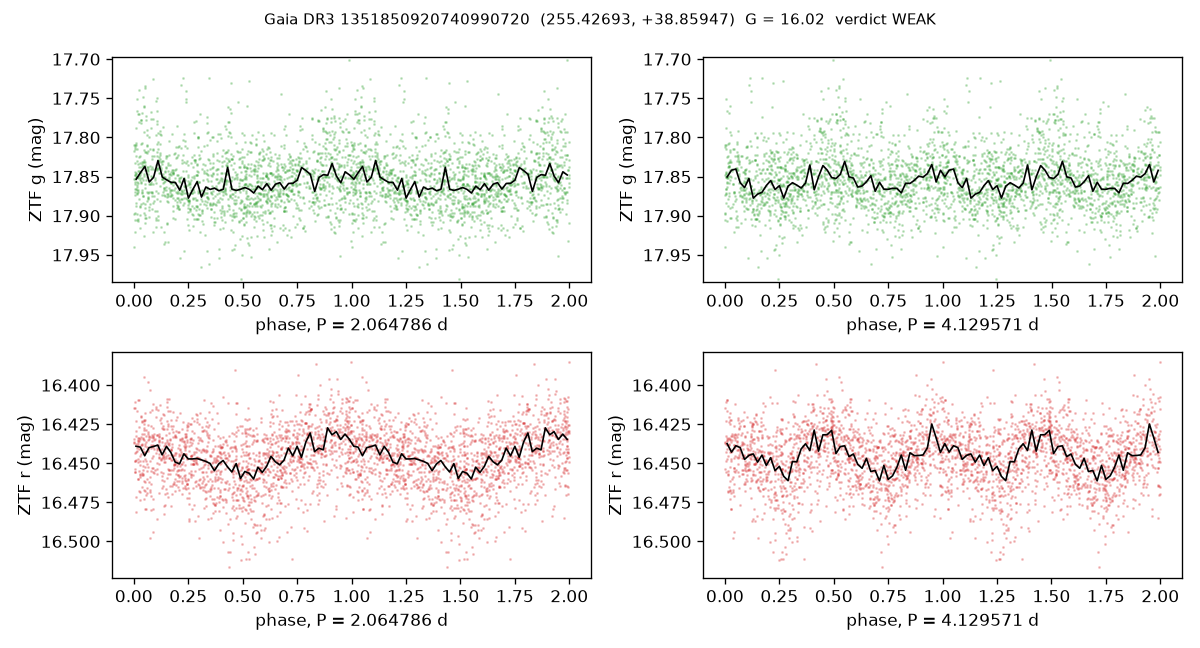 Gaia DR3 1351850920740990720 (255.42693, +38.85947) G = 16.02 verdict WEAK
17.70
17.75
17.80
17.85
17.90
17.95
ZTF g (mag)
0.00 0.25 0.50 0.75 1.00 1.25 1.50 1.75 2.00
phase, P = 2.064786 d
17.70
17.75
17.80
17.85
17.90
17.95
ZTF g (mag)
0.00 0.25 0.50 0.75 1.00 1.25 1.50 1.75 2.00
phase, P = 4.129571 d
16.400
16.425
16.450
16.475
16.500
ZTF r (mag)
0.00 0.25 0.50 0.75 1.00 1.25 1.50 1.75 2.00
phase, P = 2.064786 d
16.400
16.425
16.450
16.475
16.500
ZTF r (mag)
0.00 0.25 0.50 0.75 1.00 1.25 1.50 1.75 2.00
phase, P = 4.129571 d